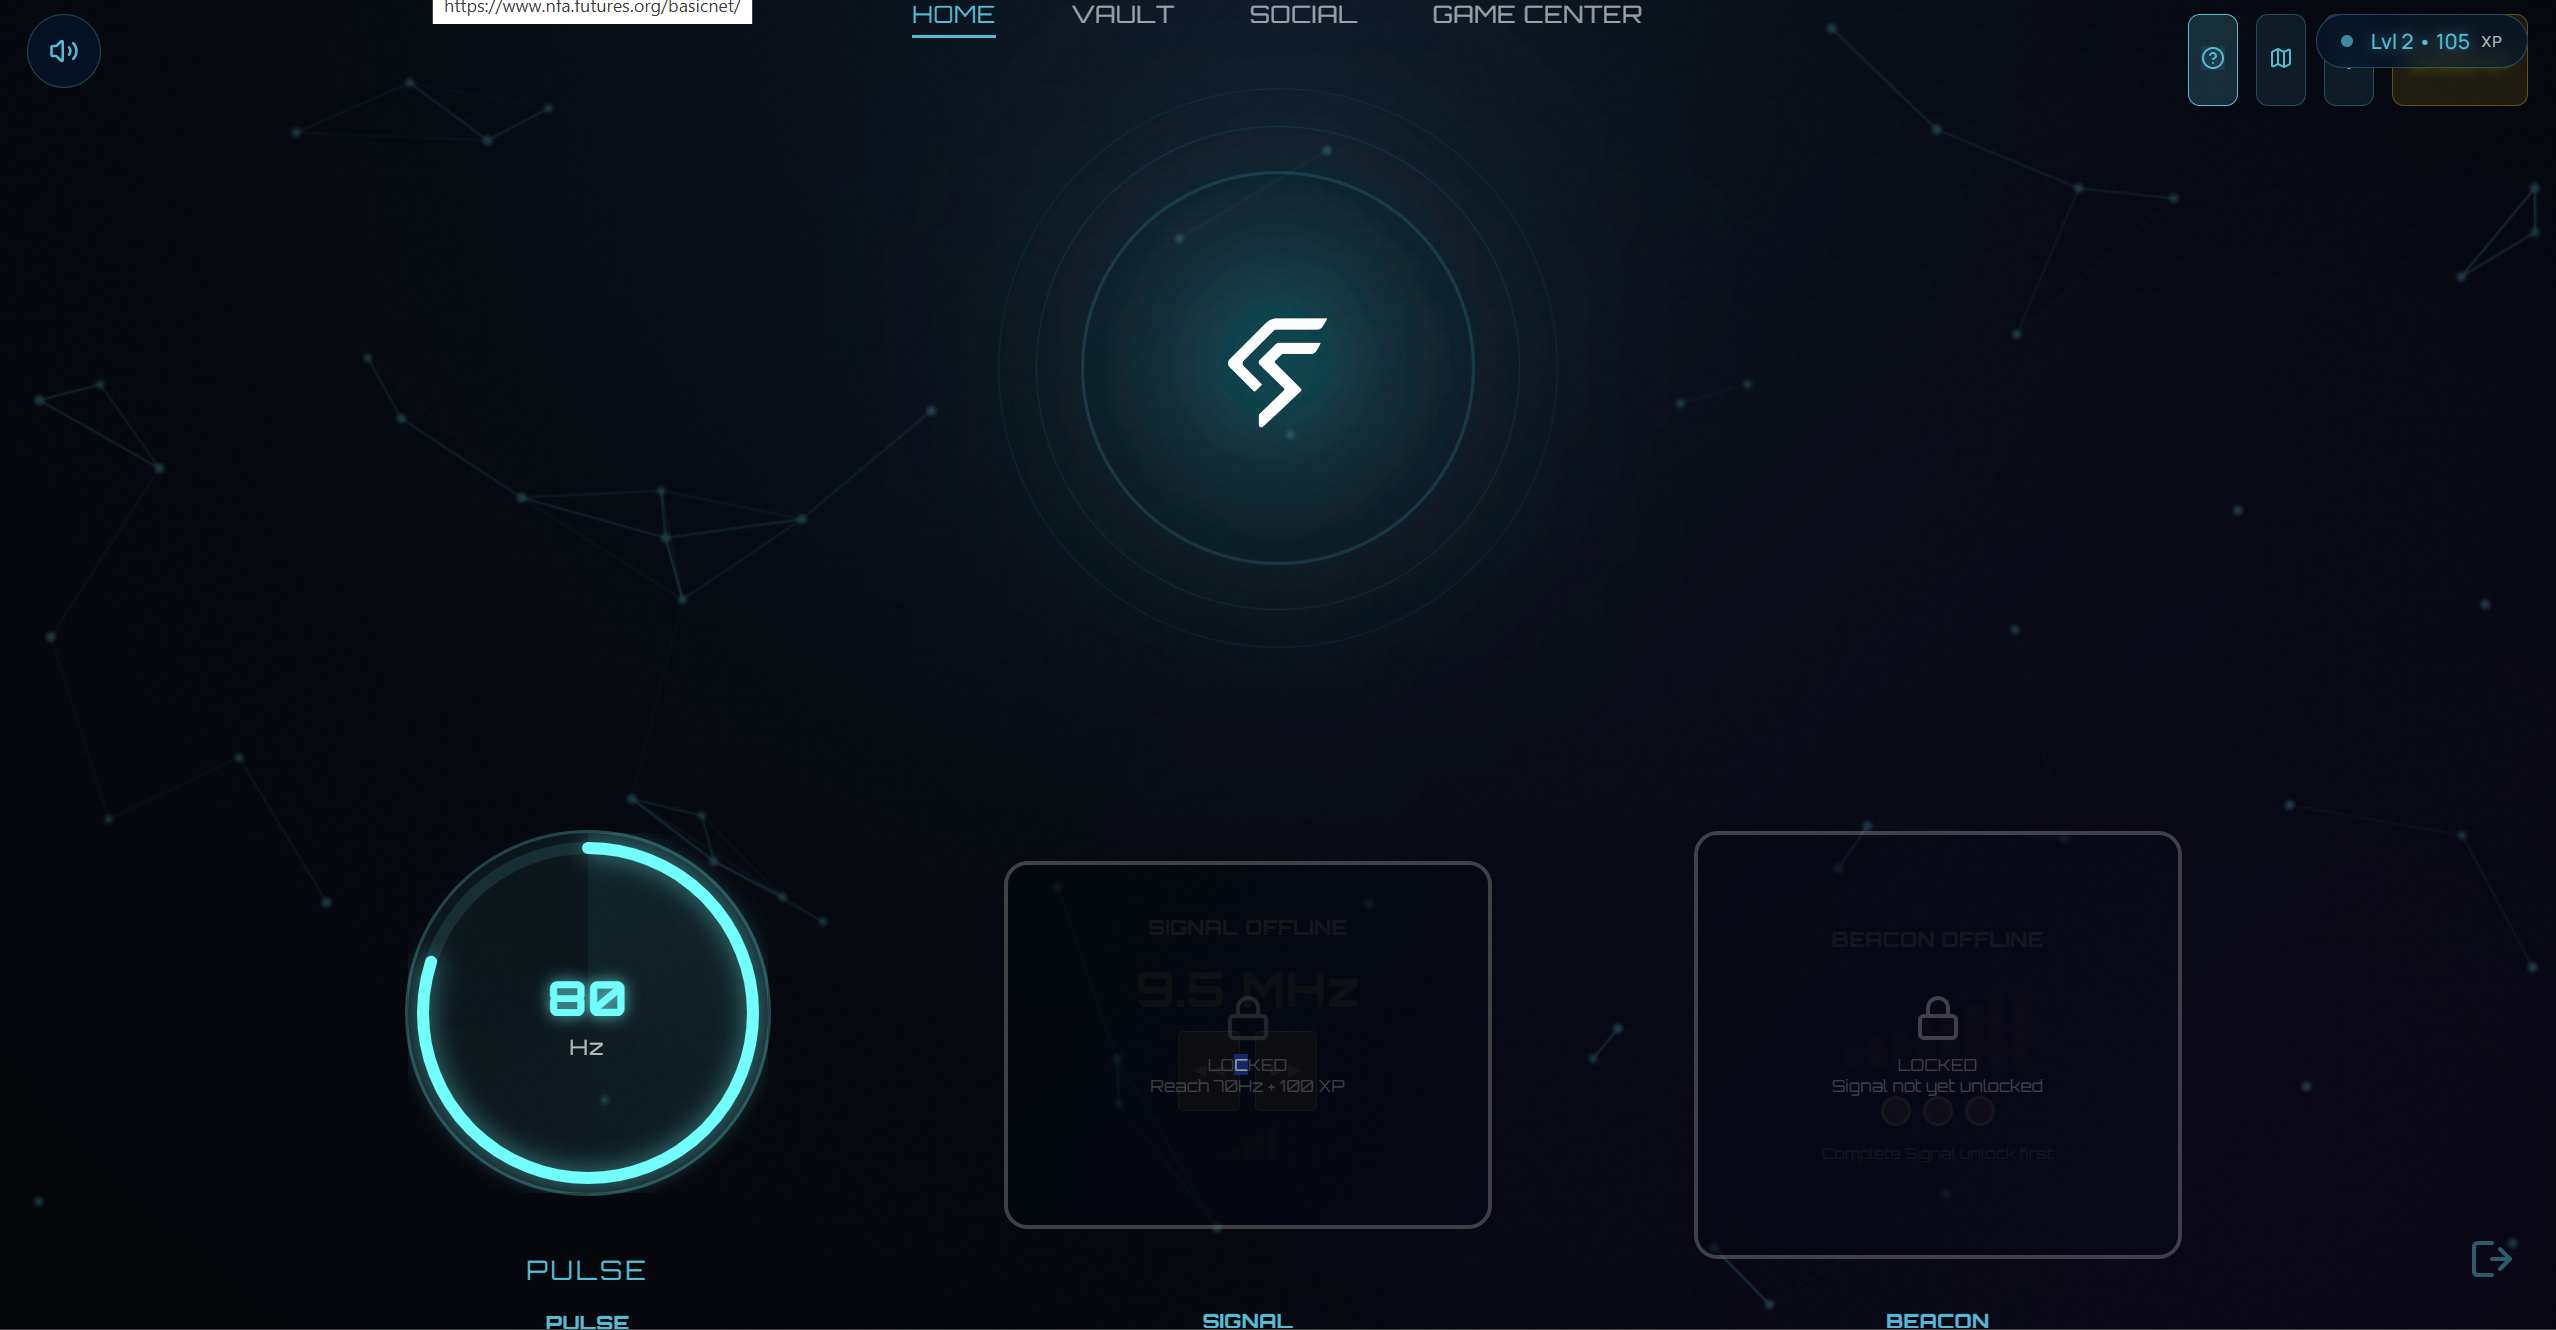 https://www.nfa.futures.org/basicnet/
HOME
VAULT
SOCIAL
GAME CENTER
Lvl 2 • 105 XP
80
Hz
PULSE
PULSE
SIGNAL OFFLINE
9.5 MHz
LOCKED
Reach 70Hz + 100 XP
SIGNAL
BEACON OFFLINE
LOCKED
Signal not yet unlocked
Complete Signal unlock first
BEACON